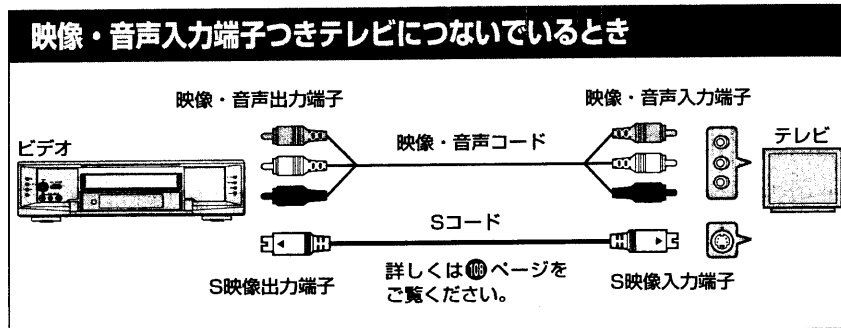 映像・音声入力端子つきテレビにつないでいるとき
映像・音声出力端子
映像・音声入力端子
ビデオ
映像・音声コード
テレビ
Sコード
S映像出力端子
詳しくは108ページを
ご覧ください。
S映像入力端子